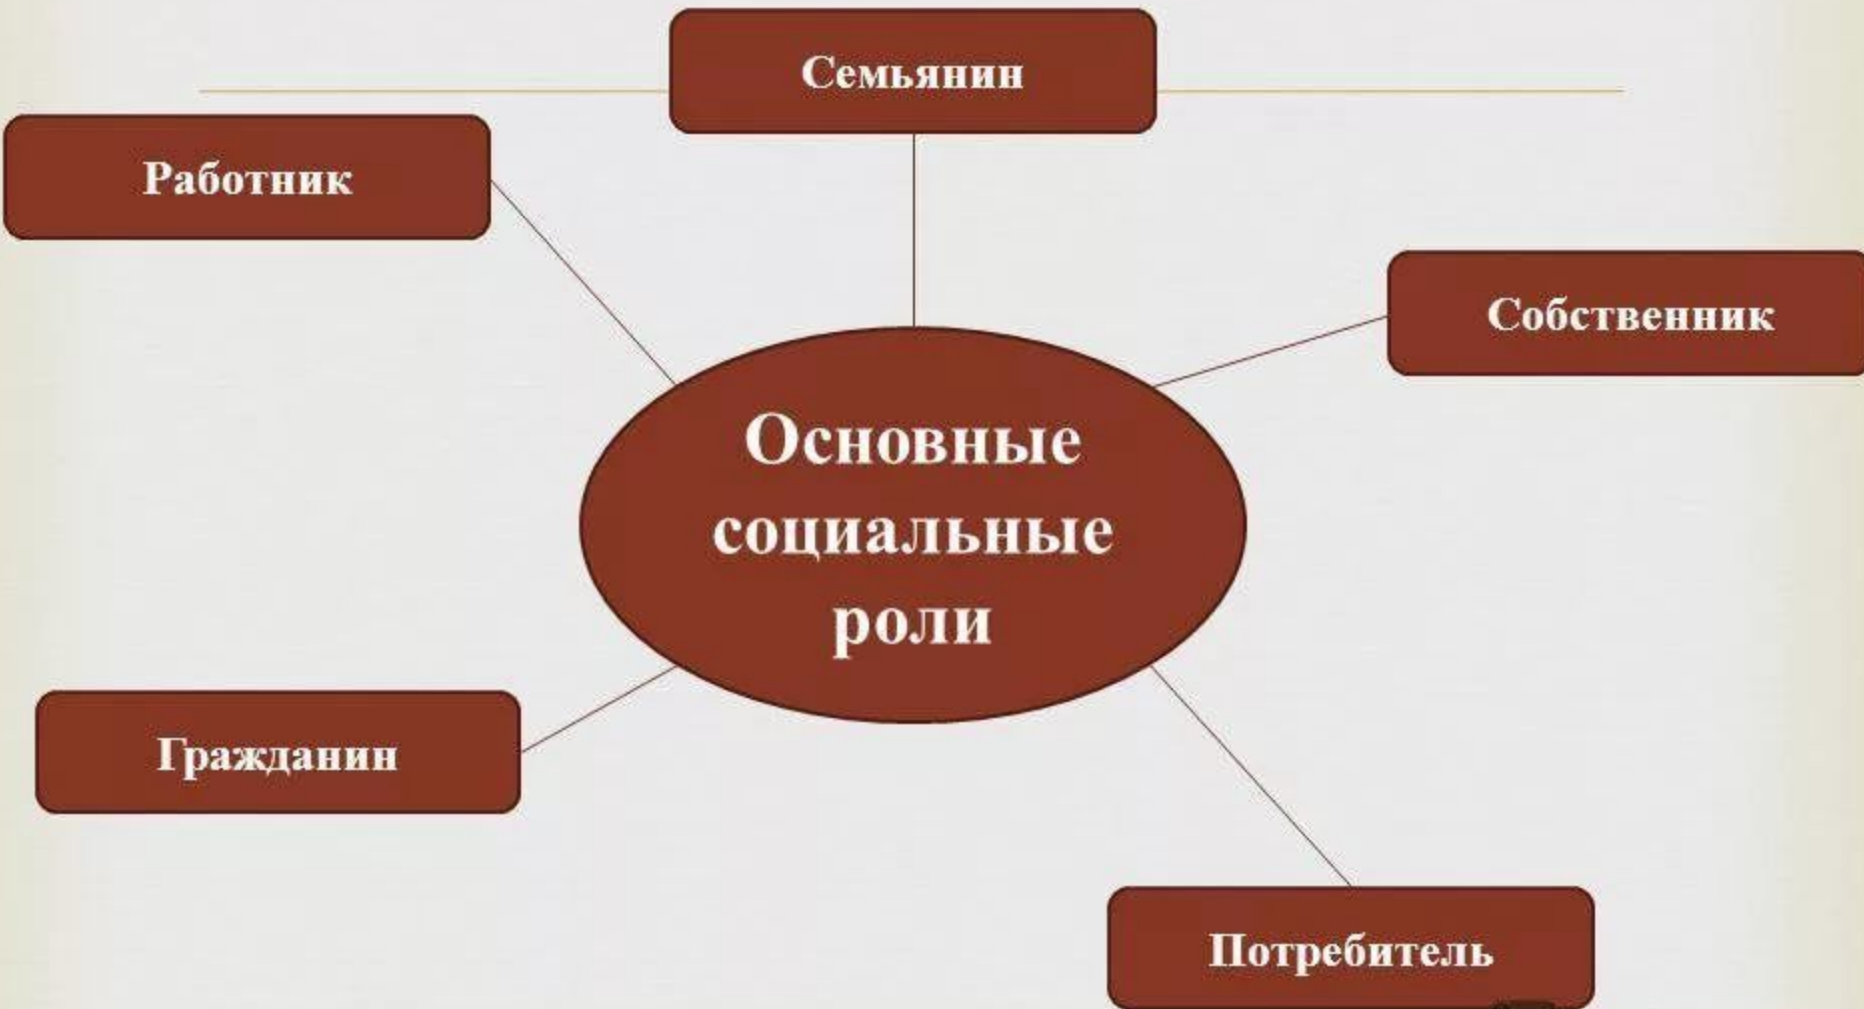 Семьянин
Работник
Собственник
Основные
социальные
роли
Гражданин
Потребитель